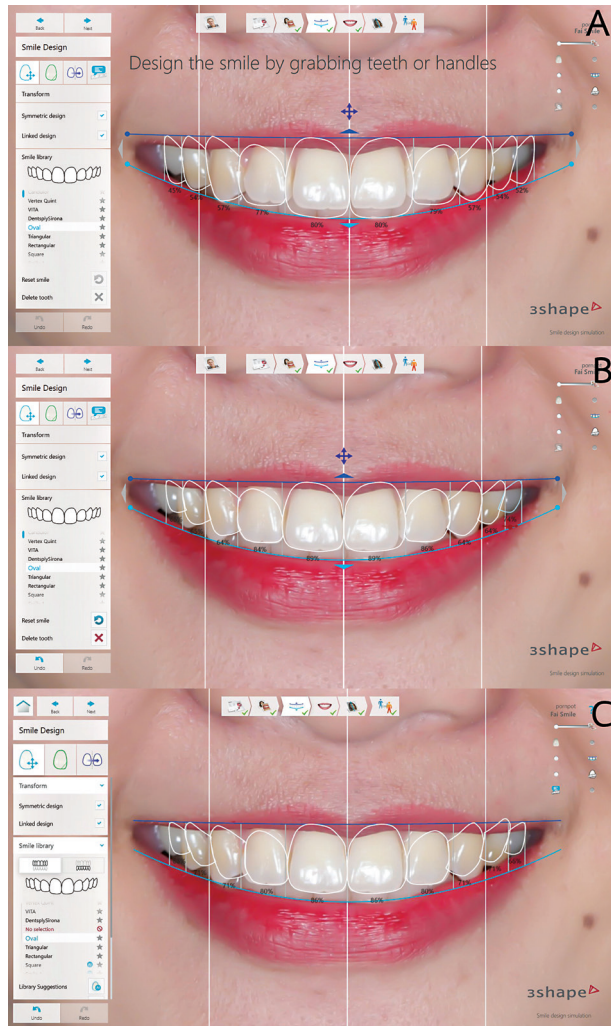 A
Back Next
Smile Design
Design the smile by grabbing teeth or handles
Transform
Symmetric design
Linked design
Smile library
Vertex Quint
VITA
DentsplySirona
Oval
Triangular
Rectangular
Square
Reset smile
Delete tooth
Undo Redo
45% 54% 57% 77% 80% 80% 79% 57% 54% 52%
3shape
Smile design simulation
B
Back Next
Smile Design
Transform
Symmetric design
Linked design
Smile library
Vertex Quint
VITA
DentsplySirona
Oval
Triangular
Rectangular
Square
Reset smile
Delete tooth
Undo Redo
64% 84% 89% 86% 64%
3shape
Smile design simulation
C
Back Next
Fai Smile
Smile Design
Transform
Symmetric design
Linked design
Smile library
VITA
DentsplySirona
No selection
Oval
Triangular
Rectangular
Square
Library Suggestions
Undo Redo
71% 80% 86% 86% 80% 71%
3shape
Smile design simulation